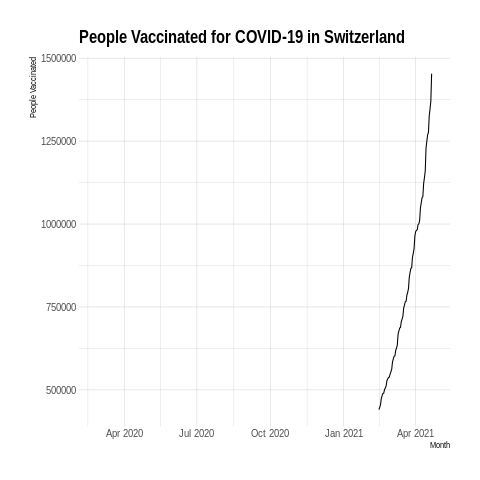 People Vaccinated for COVID-19 in Switzerland
People Vaccinated
1500000
1250000
1000000
750000
500000
Apr 2020 Jul 2020 Oct 2020 Jan 2021 Apr 2021
Month